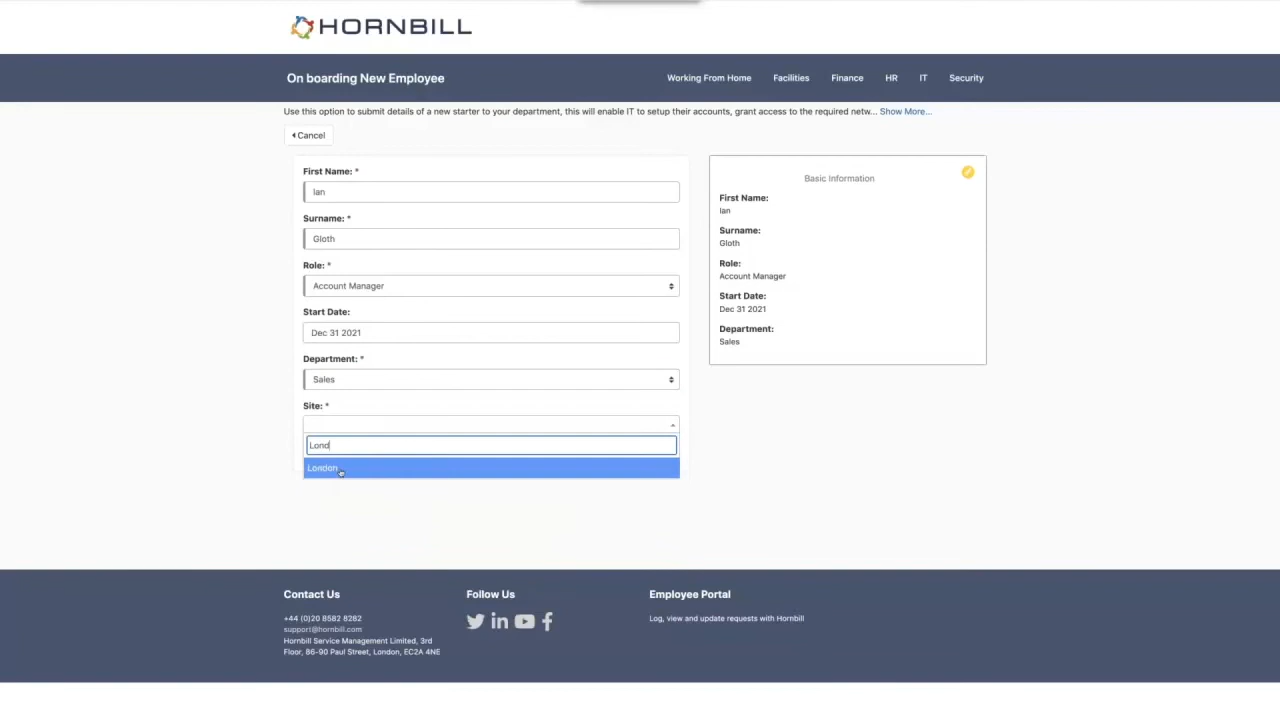 HORNBILL
On boarding New Employee
Working From Home Facilities Finance HR IT Security
Use this option to submit details of a new starter to your department, this will enable IT to setup their accounts, grant access to the required netw... Show More...
Cancel
First Name: *
Ian
Surname: *
Gloth
Role: *
Account Manager
Start Date:
Dec 31 2021
Department: *
Sales
Site: *
Lond
London
Basic Information
First Name:
Ian
Surname:
Gloth
Role:
Account Manager
Start Date:
Dec 31 2021
Department:
Sales
Contact Us
+44 (0)20 8582 8282
support@hornbill.com
Hornbill Service Management Limited, 3rd
Floor, 86-90 Paul Street, London, EC2A 4NE
Follow Us
Employee Portal
Log, view and update requests with Hornbill